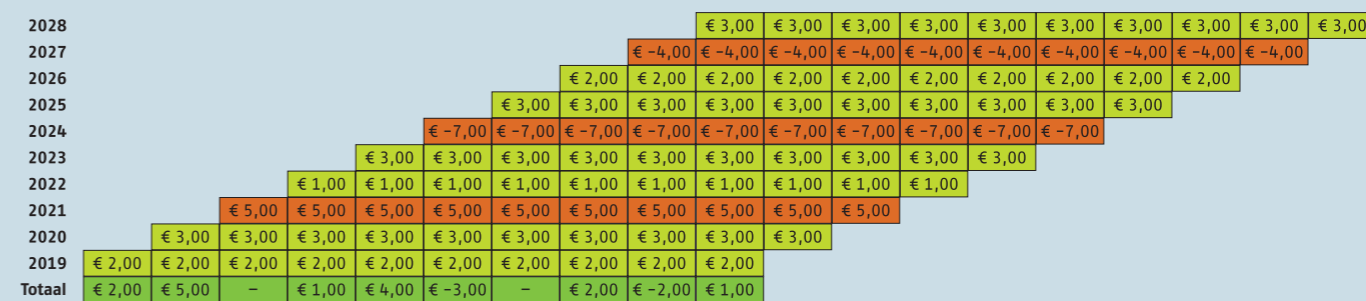 2028 € 3,00 € 3,00 € 3,00 € 3,00 € 3,00 € 3,00 € 3,00 € 3,00 € 3,00 € 3,00
2027 € −4,00 € −4,00 € −4,00 € −4,00 € −4,00 € −4,00 € −4,00 € −4,00 € −4,00 € −4,00
2026 € 2,00 € 2,00 € 2,00 € 2,00 € 2,00 € 2,00 € 2,00 € 2,00 € 2,00 € 2,00
2025 € 3,00 € 3,00 € 3,00 € 3,00 € 3,00 € 3,00 € 3,00 € 3,00 € 3,00 € 3,00
2024 € −7,00 € −7,00 € −7,00 € −7,00 € −7,00 € −7,00 € −7,00 € −7,00 € −7,00 € −7,00
2023 € 3,00 € 3,00 € 3,00 € 3,00 € 3,00 € 3,00 € 3,00 € 3,00 € 3,00 € 3,00
2022 € 1,00 € 1,00 € 1,00 € 1,00 € 1,00 € 1,00 € 1,00 € 1,00 € 1,00 € 1,00
2021 € 5,00 € 5,00 € 5,00 € 5,00 € 5,00 € 5,00 € 5,00 € 5,00 € 5,00 € 5,00
2020 € 3,00 € 3,00 € 3,00 € 3,00 € 3,00 € 3,00 € 3,00 € 3,00 € 3,00 € 3,00
2019 € 2,00 € 2,00 € 2,00 € 2,00 € 2,00 € 2,00 € 2,00 € 2,00 € 2,00 € 2,00
Totaal € 2,00 € 5,00 – € 1,00 € 4,00 € −3,00 – € 2,00 € −2,00 € 1,00